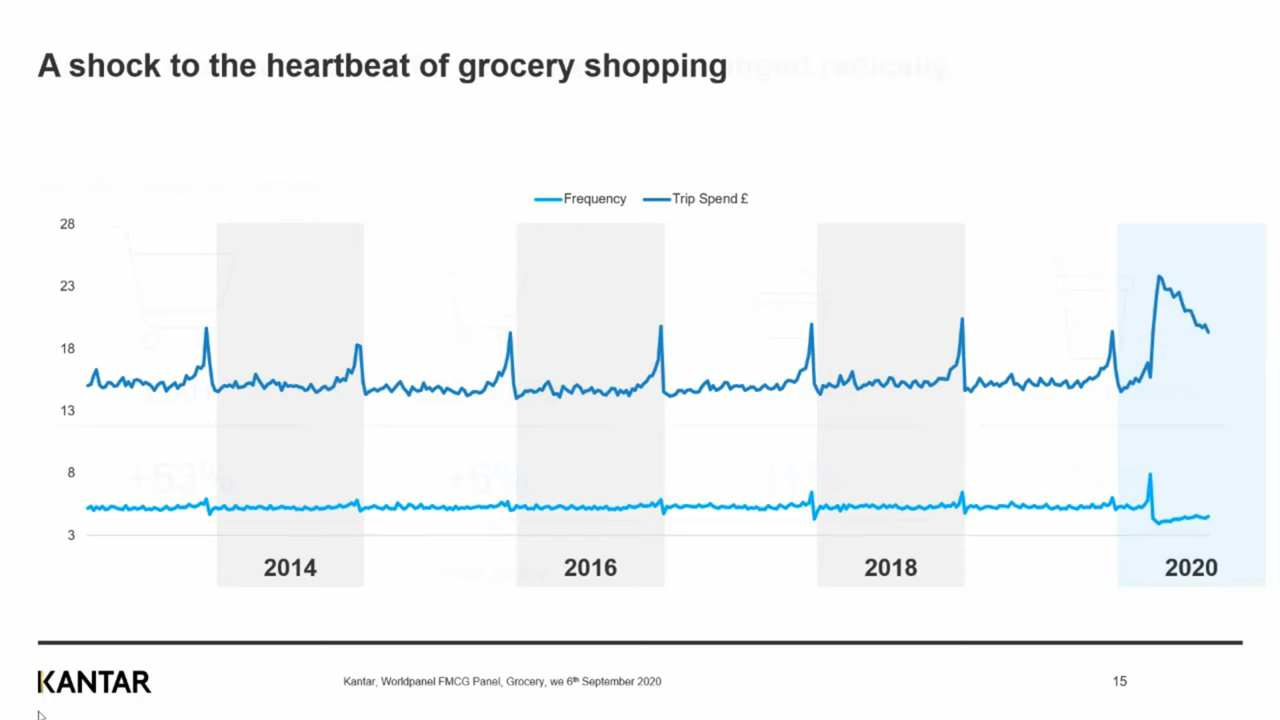 A shock to the heartbeat of grocery shopping
Frequency Trip Spend £
28
23
18
13
8
3
+53%
2014 2016 2018 2020
KANTAR
Kantar, Worldpanel FMCG Panel, Grocery, we 6th September 2020
15